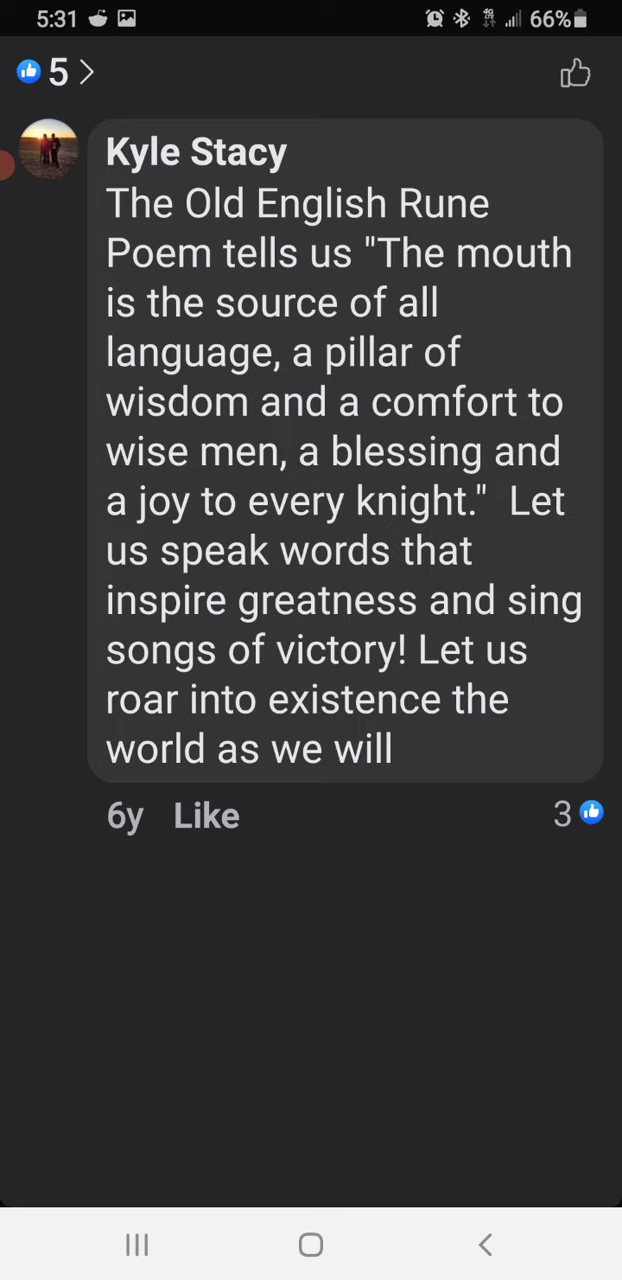 5:31 66%
5 >
Kyle Stacy
The Old English Rune
Poem tells us "The mouth
is the source of all
language, a pillar of
wisdom and a comfort to
wise men, a blessing and
a joy to every knight."  Let
us speak words that
inspire greatness and sing
songs of victory! Let us
roar into existence the
world as we will
6y Like 3